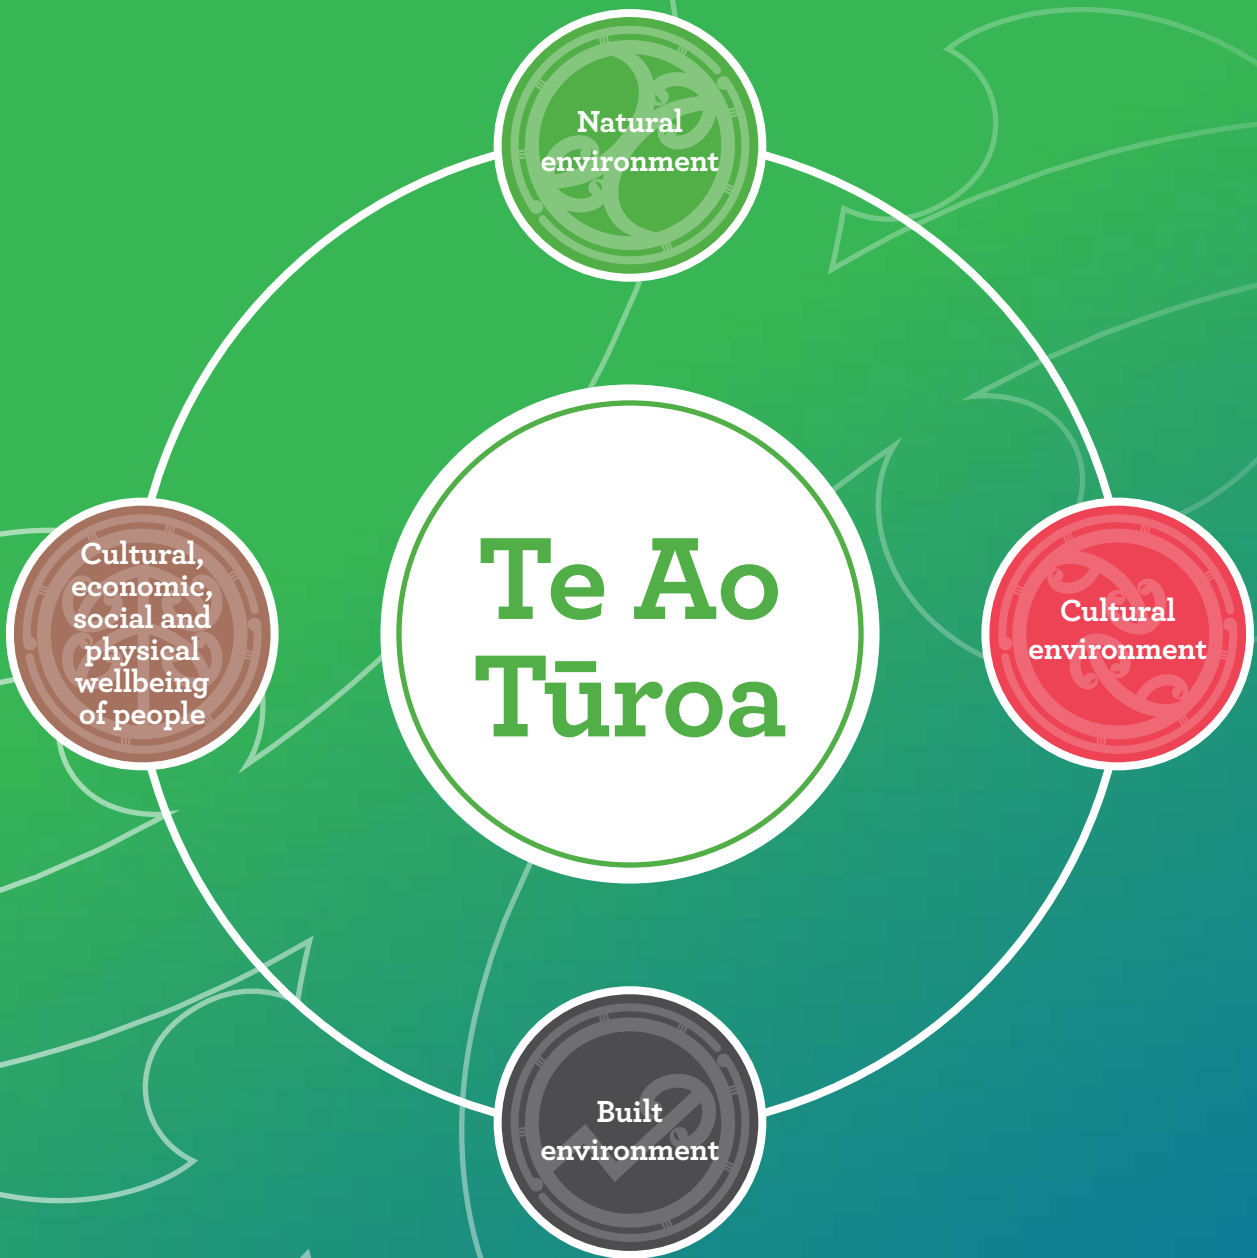 Natural
environment
Cultural,
economic,
social and
physical
wellbeing
of people
Te Ao
Tūroa
Cultural
environment
Built
environment